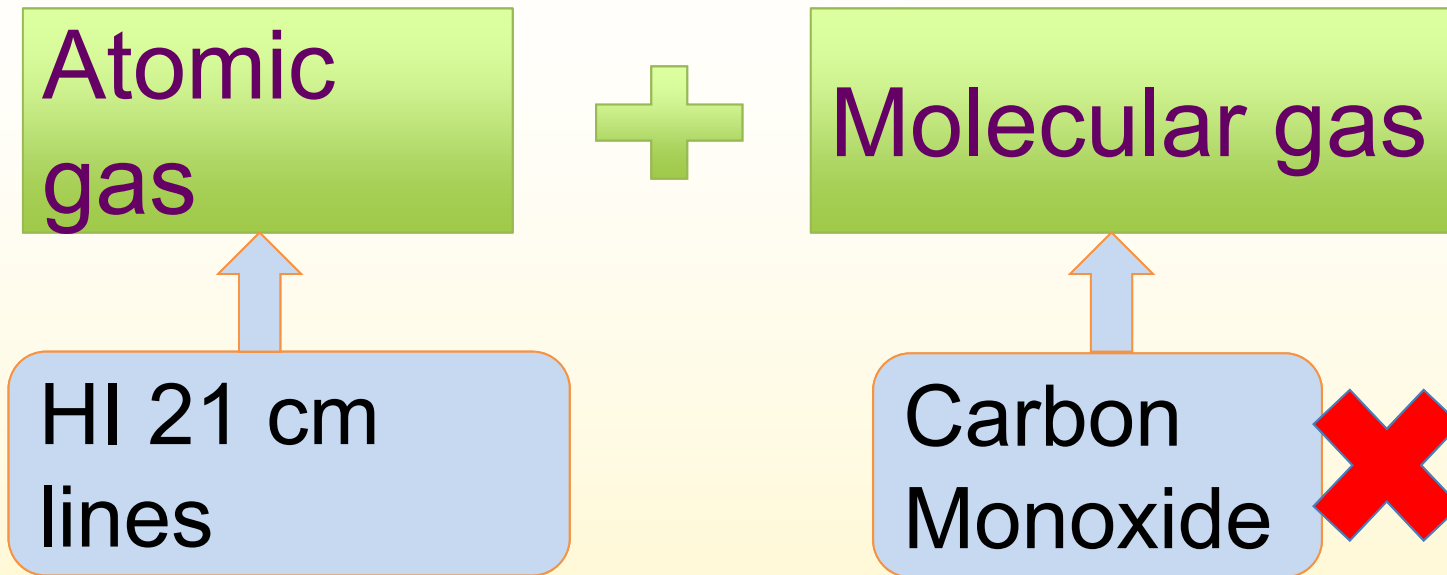 Atomic
gas
Molecular gas
HI 21 cm
lines
Carbon
Monoxide